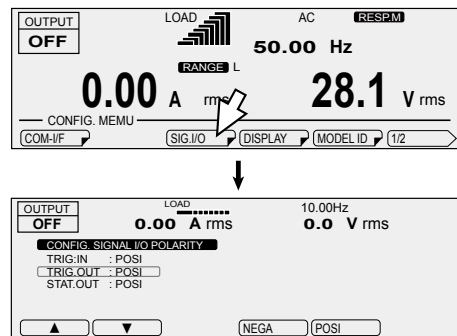 OUTPUT
OFF
LOAD
AC
RESP.M
50.00 Hz
RANGE L
0.00 A rms
28.1 V rms
CONFIG. MEMU
COM-I/F
SIG.I/O
DISPLAY
MODEL ID
1/2
OUTPUT
OFF
LOAD
0.00 A rms
10.00Hz
0.0 V rms
CONFIG. SIGNAL I/O POLARITY
TRIG:IN : POSI
TRIG.OUT : POSI
STAT.OUT : POSI
▲
▼
NEGA
POSI